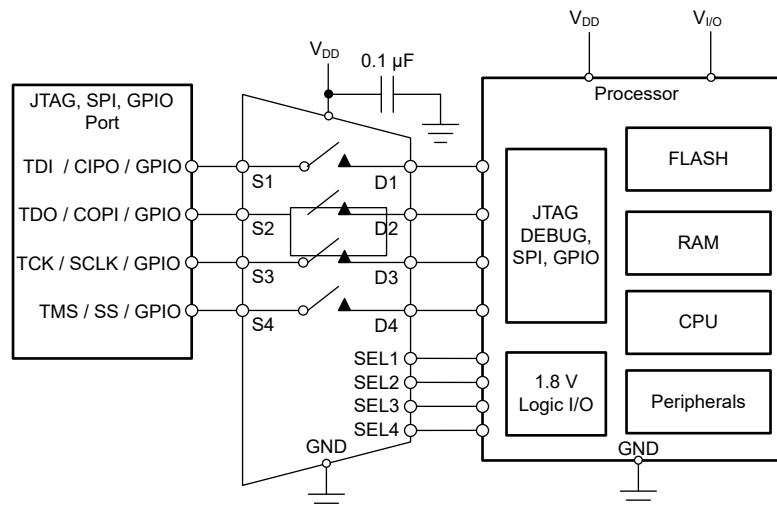 V_DD
0.1 µF
V_DD
V_I/O
JTAG, SPI, GPIO
Port
TDI / CIPO / GPIO
TDO / COPI / GPIO
TCK / SCLK / GPIO
TMS / SS / GPIO
S1
S2
S3
S4
D1
D2
D3
D4
SEL1
SEL2
SEL3
SEL4
GND
Processor
JTAG
DEBUG,
SPI, GPIO
1.8 V
Logic I/O
FLASH
RAM
CPU
Peripherals
GND